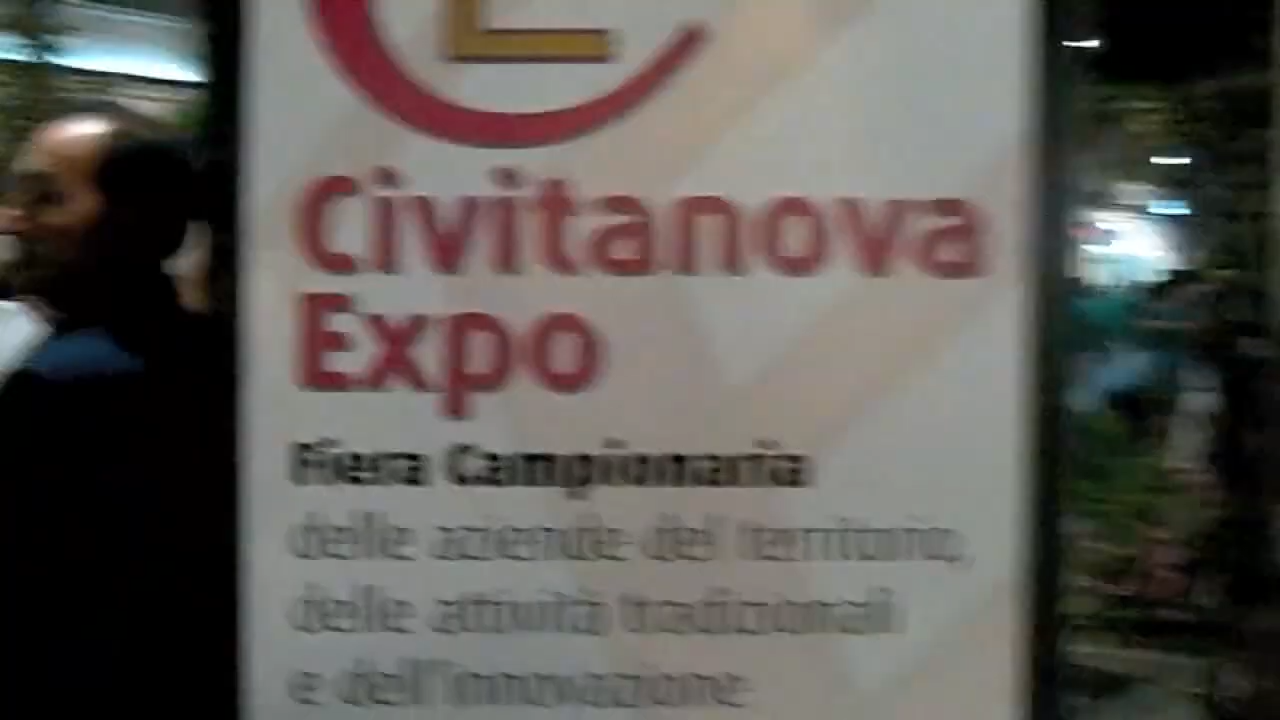 Civitanova
Expo
Fiera Campionaria
delle aziende del territorio,
delle attività tradizionali
e dell'innovazione